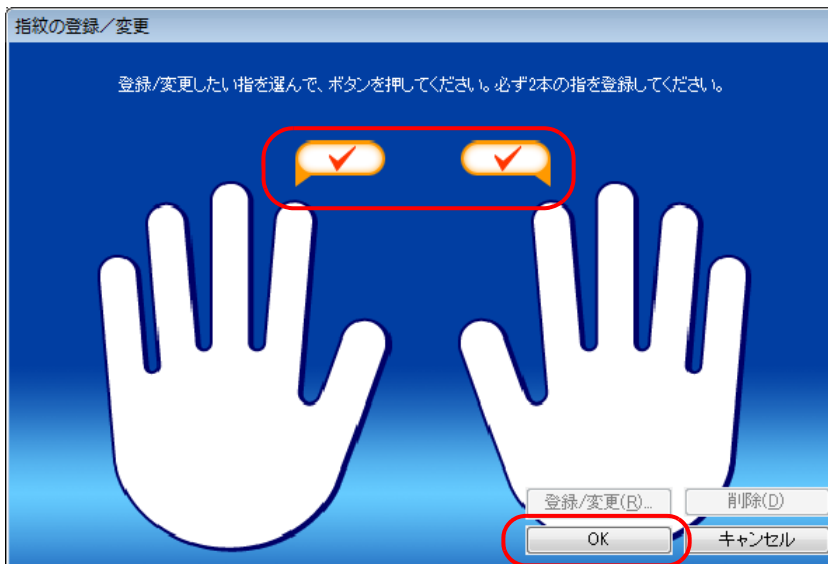 指紋の登録／変更
登録/変更したい指を選んで、ボタンを押してください。必ず2本の指を登録してください。
登録/変更(R)...
削除(D)
OK
キャンセル